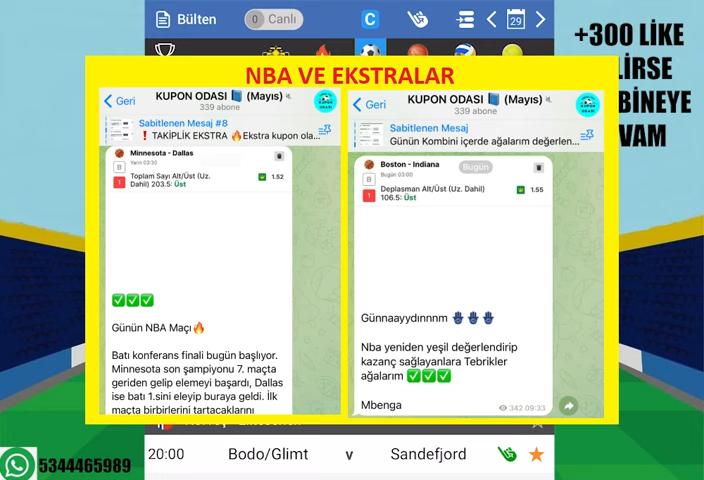 Bülten
0 Canlı
C
29
+300 LİKE
LİRSE
BİNEYE
VAM
NBA VE EKSTRALAR
Geri
KUPON ODASI 📘 (Mayıs)
339 abone
Sabitlenen Mesaj #8
❗ TAKİPLİK EKSTRA 🔥Ekstra kupon ola...
Minnesota - Dallas
Yarın 03:30
B
1
Toplam Sayı Alt/Üst (Uz.
Dahil) 203.5: Üst
1.52
✅✅✅
Günün NBA Maçı🔥
Batı konferans finali bugün başlıyor.
Minnesota son şampiyonu 7. maçta
geriden gelip elemeyi başardı, Dallas
ise batı 1.sini eleyip buraya geldi. İlk
maçta birbirlerini tartacaklarını
Geri
KUPON ODASI 📘 (Mayıs)
339 abone
Sabitlenen Mesaj
Günün Kombini içerde ağalarım değerlen...
Boston - Indiana
Bugün 03:00
Bugün
B
1
Deplasman Alt/Üst (Uz. Dahil)
106.5: Üst
1.55
Günnaayydınnnm 🪬🪬🪬
Nba yeniden yeşil değerlendirip
kazanç sağlayanlara Tebrikler
ağalarım ✅✅✅
Mbenga
342 09:33
20:00
Bodo/Glimt
v
Sandefjord
5344465989